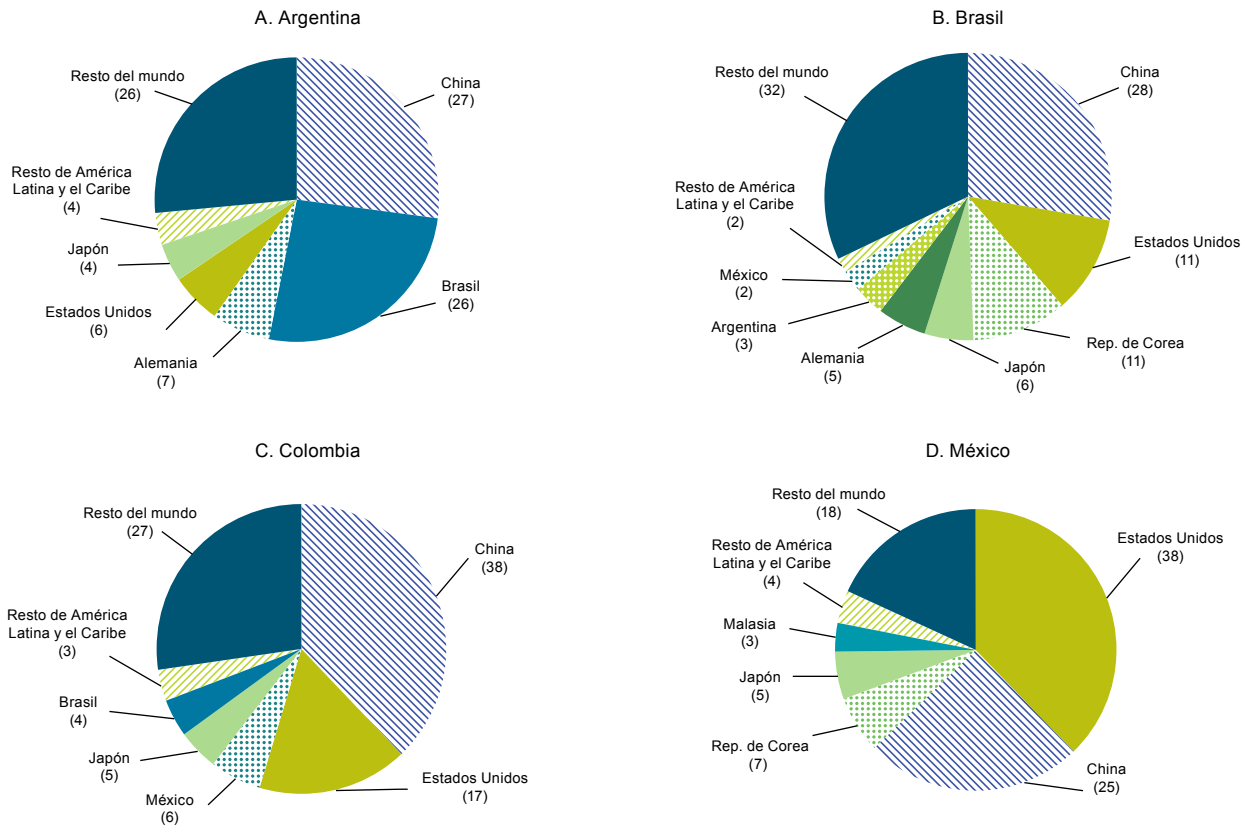 A. Argentina
Resto del mundo
(26)
China
(27)
Resto de América
Latina y el Caribe
(4)
Japón
(4)
Estados Unidos
(6)
Alemania
(7)
Brasil
(26)
B. Brasil
Resto del mundo
(32)
China
(28)
Resto de América
Latina y el Caribe
(2)
México
(2)
Argentina
(3)
Alemania
(5)
Japón
(6)
Rep. de Corea
(11)
Estados Unidos
(11)
C. Colombia
Resto del mundo
(27)
China
(38)
Resto de América
Latina y el Caribe
(3)
Brasil
(4)
Japón
(5)
México
(6)
Estados Unidos
(17)
D. México
Resto del mundo
(18)
Estados Unidos
(38)
Resto de América
Latina y el Caribe
(4)
Malasia
(3)
Japón
(5)
Rep. de Corea
(7)
China
(25)